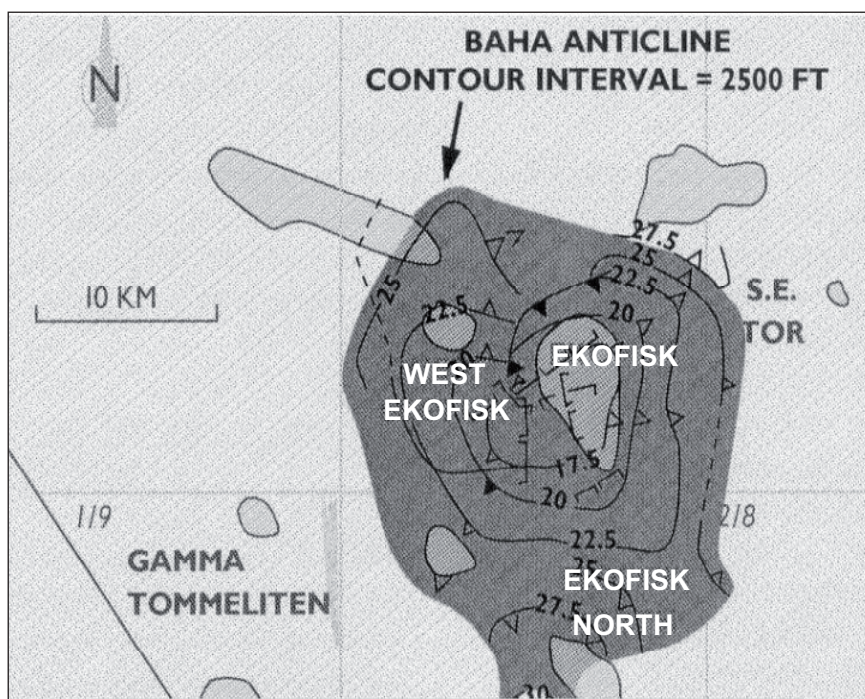 BAHA ANTICLINE
CONTOUR INTERVAL = 2500 FT
N
27.5
25
22.5
20
25
22.5
10 KM
S.E.
TOR
EKOFISK
WEST
EKOFISK
17.5
20
1/9
2/8
22.5
25
GAMMA
TOMMELITEN
EKOFISK
NORTH
27.5
30